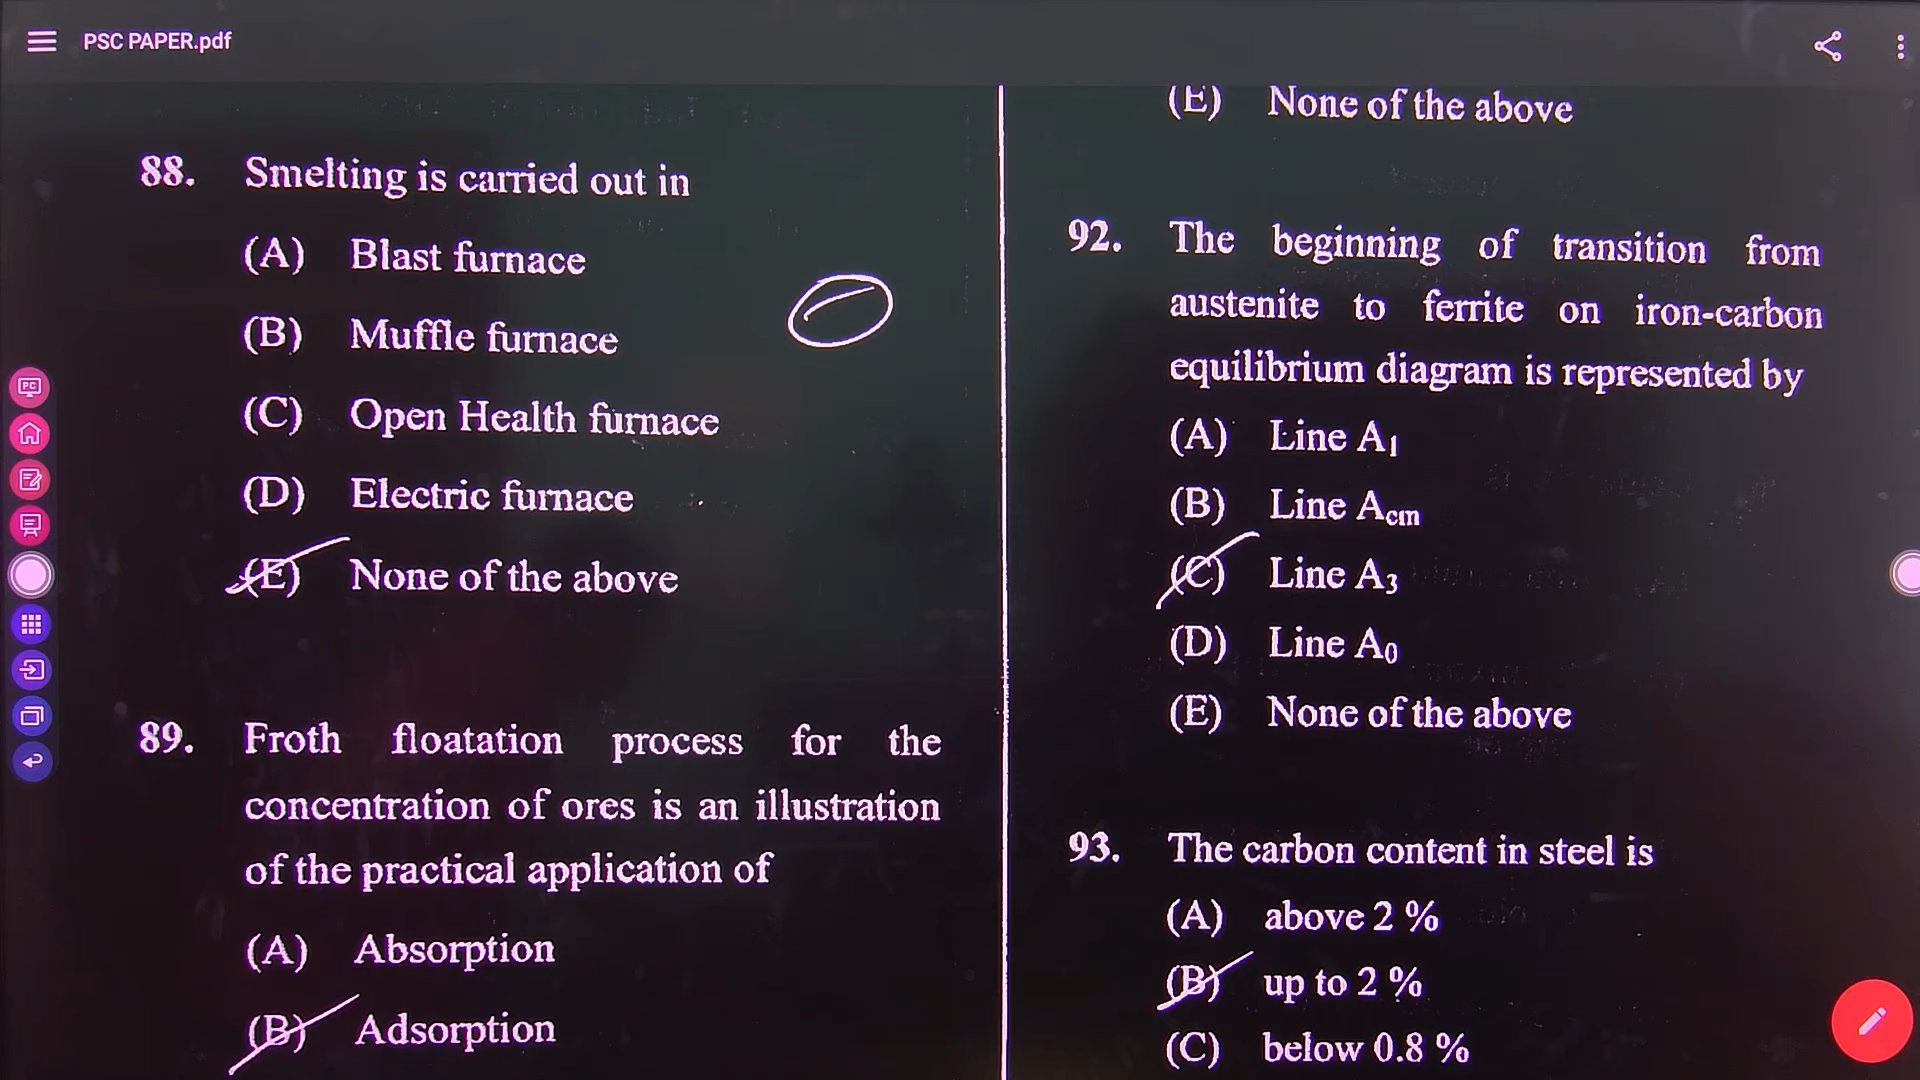 PSC PAPER.pdf
88. Smelting is carried out in
(A) Blast furnace
(B) Muffle furnace
(C) Open Health furnace
(D) Electric furnace
(E) None of the above
89. Froth floatation process for the
concentration of ores is an illustration
of the practical application of
(A) Absorption
(B) Adsorption
(E) None of the above
92. The beginning of transition from
austenite to ferrite on iron-carbon
equilibrium diagram is represented by
(A) Line A1
(B) Line Acm
(C) Line A3
(D) Line A0
(E) None of the above
93. The carbon content in steel is
(A) above 2 %
(B) up to 2 %
(C) below 0.8 %
PC